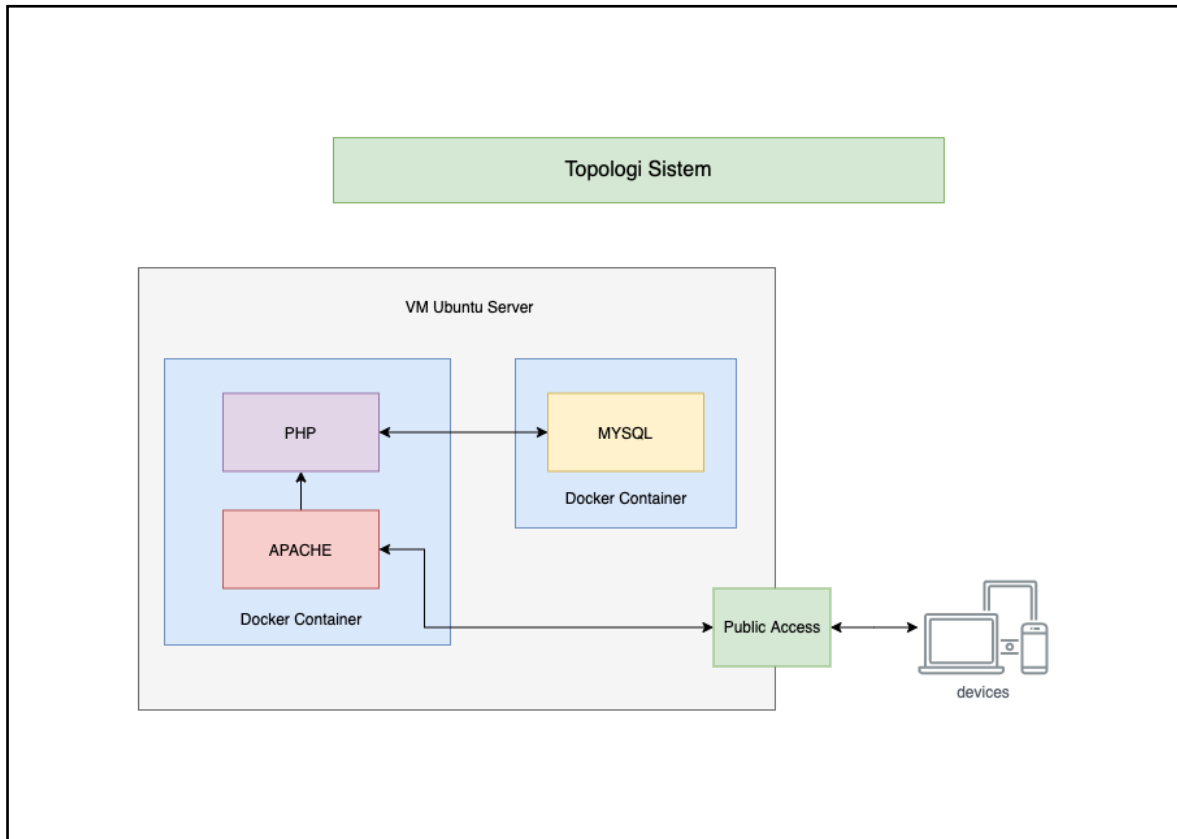 Topologi Sistem
VM Ubuntu Server
PHP
MYSQL
Docker Container
APACHE
Docker Container
Public Access
devices